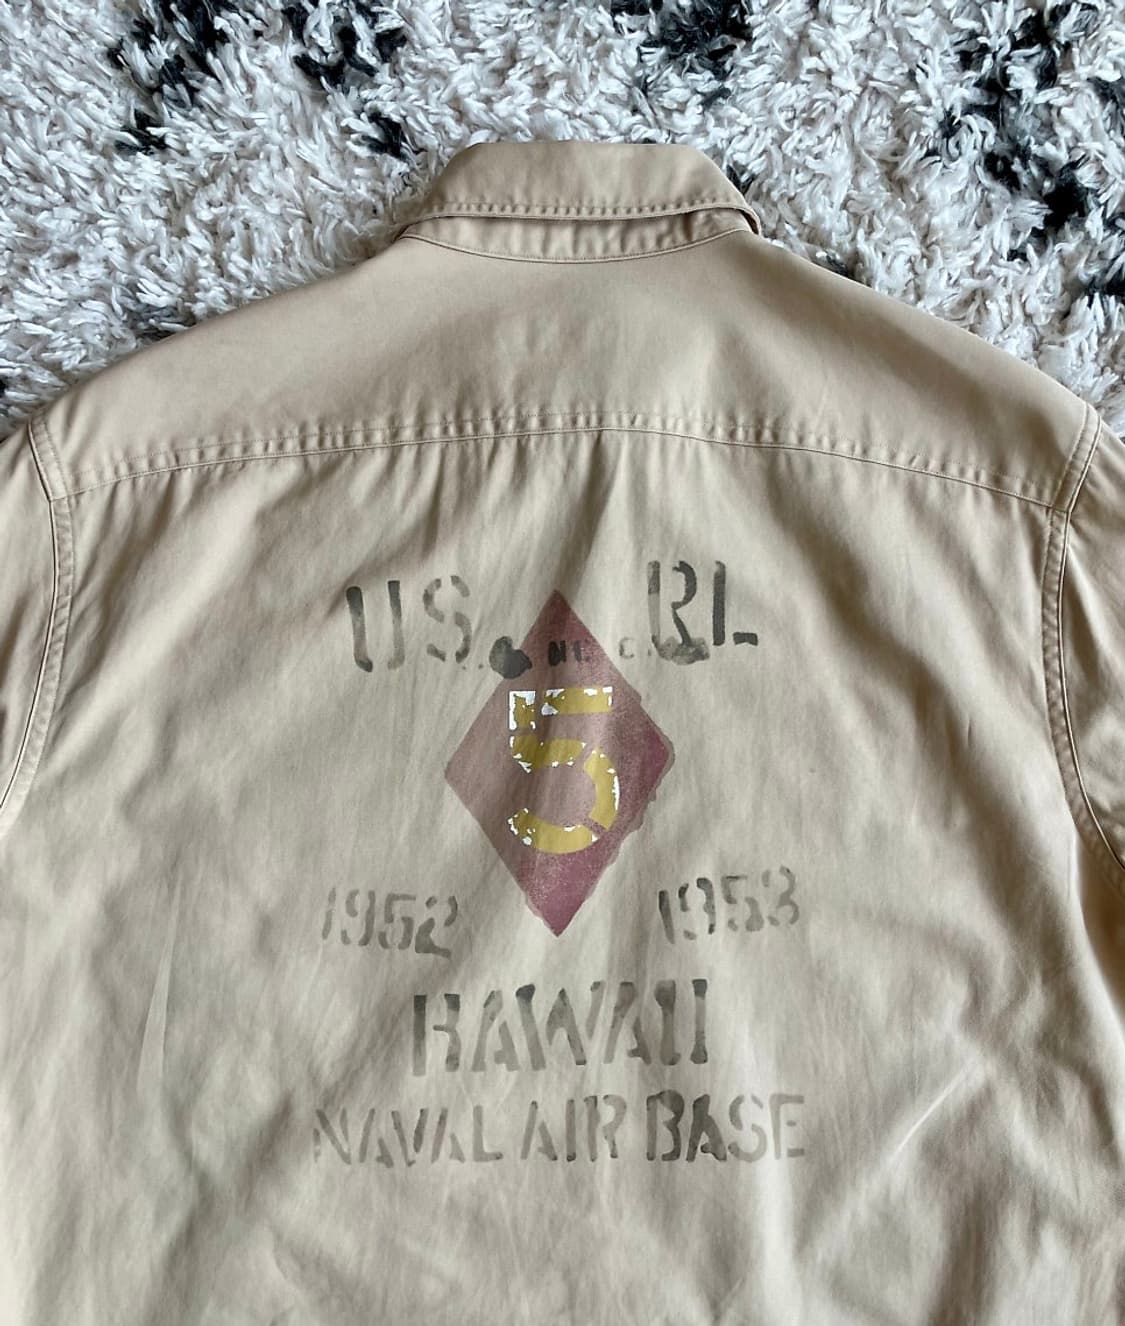 US RL
5
1952 1953
HAWAII
NAVAL AIR BASE